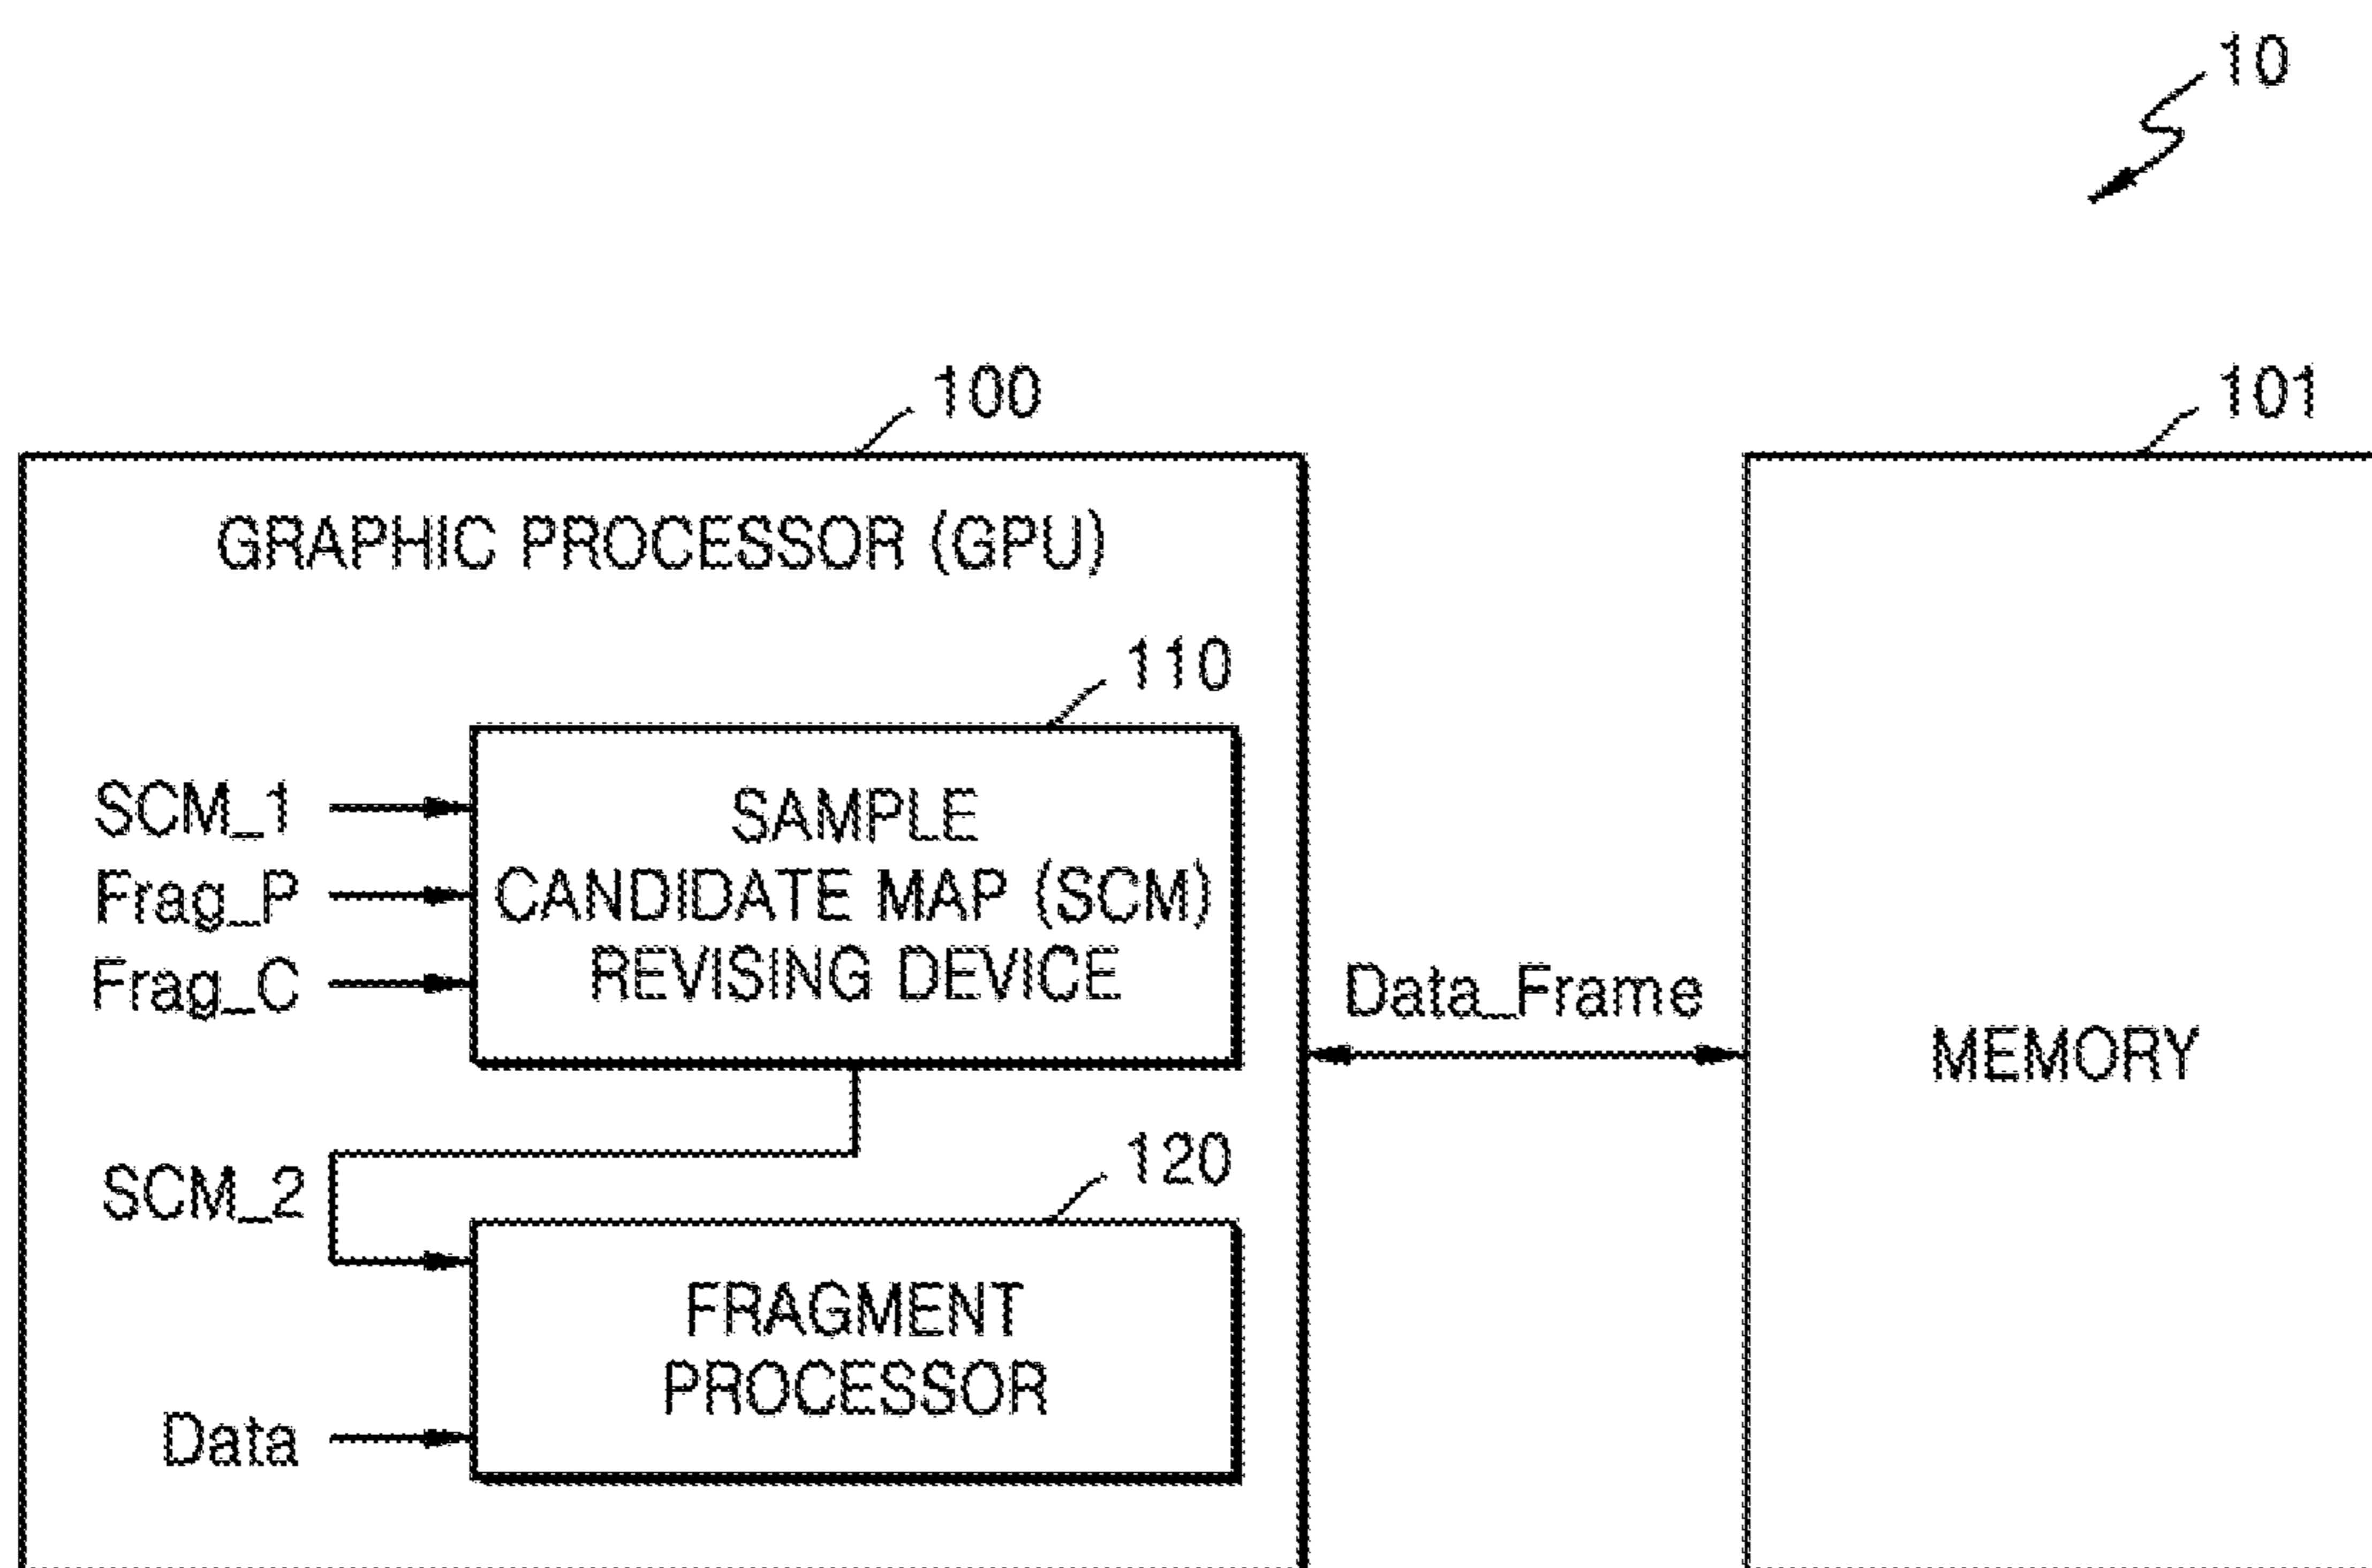 10
100
101
GRAPHIC PROCESSOR (GPU)
110
SCM_1
Frag_P
Frag_C
SAMPLE
CANDIDATE MAP (SCM)
REVISING DEVICE
Data_Frame
MEMORY
SCM_2
120
FRAGMENT
PROCESSOR
Data